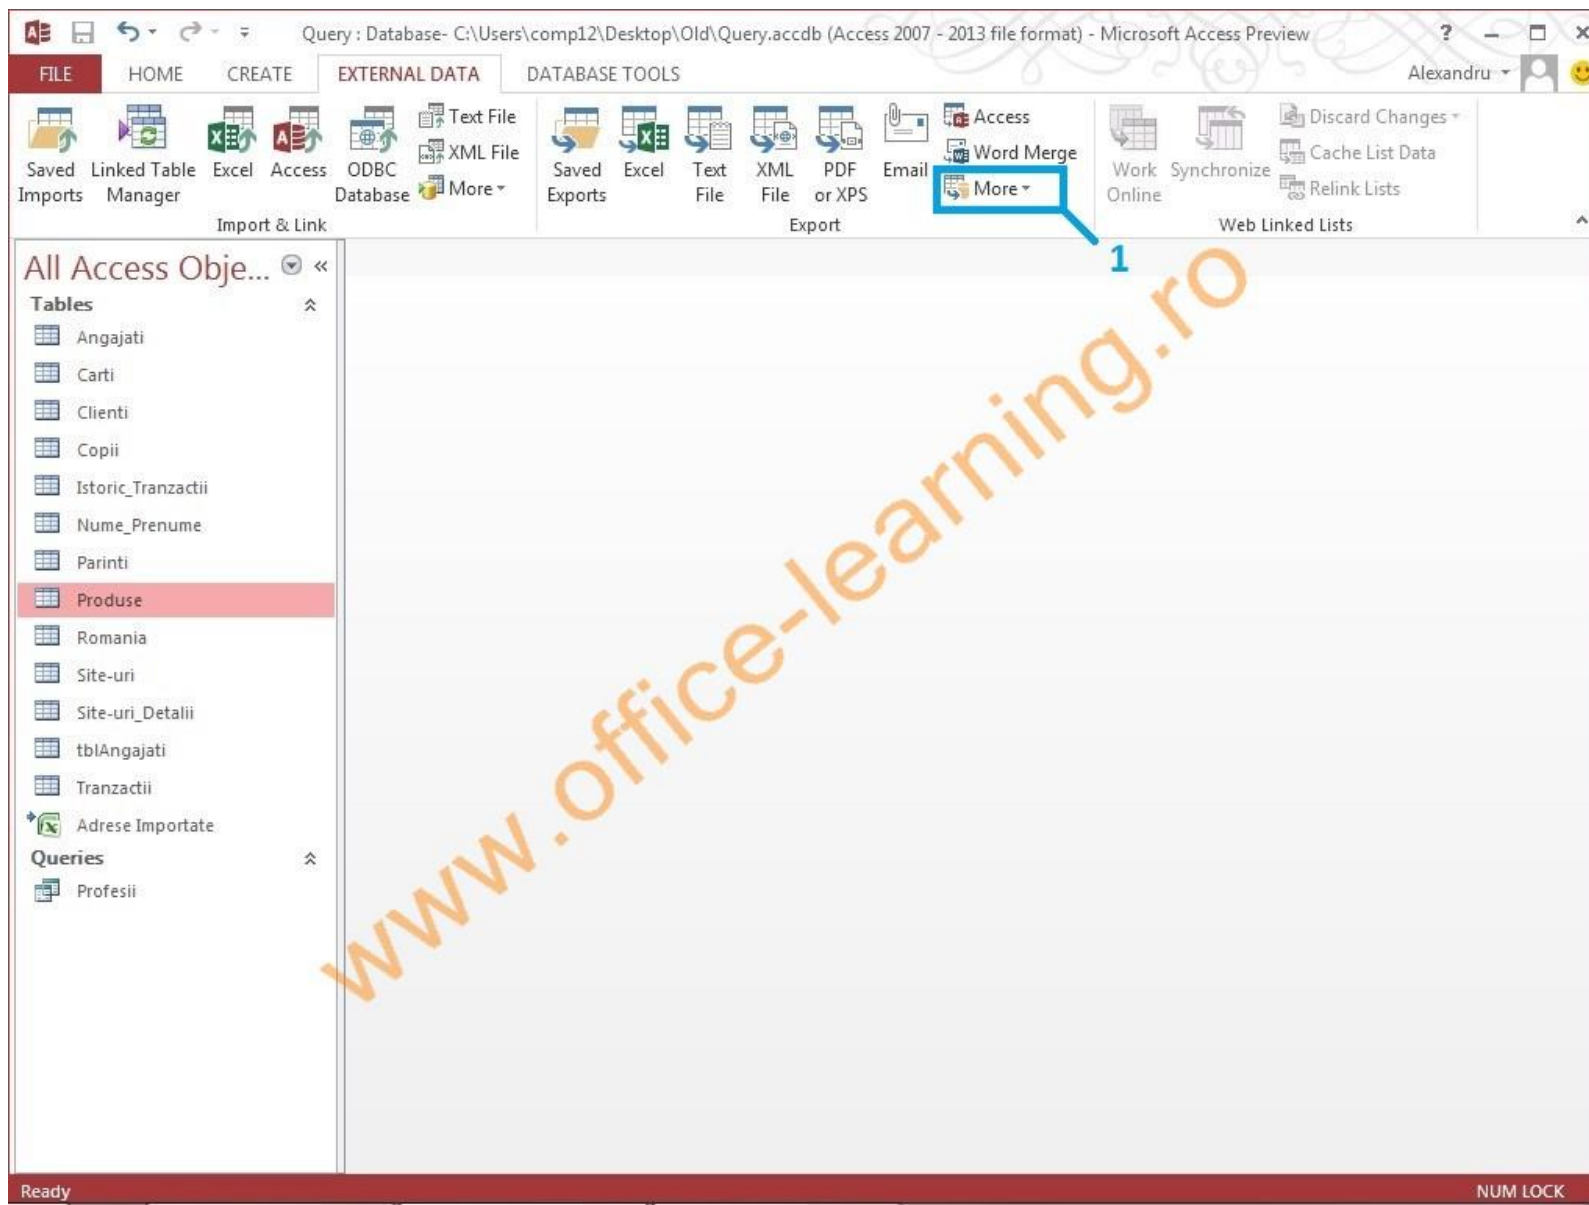 Query : Database- C:\Users\comp12\Desktop\Old\Query.accdb (Access 2007 - 2013 file format) - Microsoft Access Preview
FILE HOME CREATE EXTERNAL DATA DATABASE TOOLS Alexandru
Saved Imports
Linked Table Manager
Excel
Access
ODBC Database
Text File
XML File
More
Import & Link
Saved Exports
Excel
Text File
XML File
PDF or XPS
Email
Access
Word Merge
More
Export
Work Online
Synchronize
Discard Changes
Cache List Data
Relink Lists
Web Linked Lists
1
All Access Obje...
Tables
Angajati
Carti
Clienti
Copii
Istoric_Tranzactii
Nume_Prenume
Parinti
Produse
Romania
Site-uri
Site-uri_Detalii
tblAngajati
Tranzactii
Adrese Importate
Queries
Profesii
www.office-learning.ro
Ready NUM LOCK